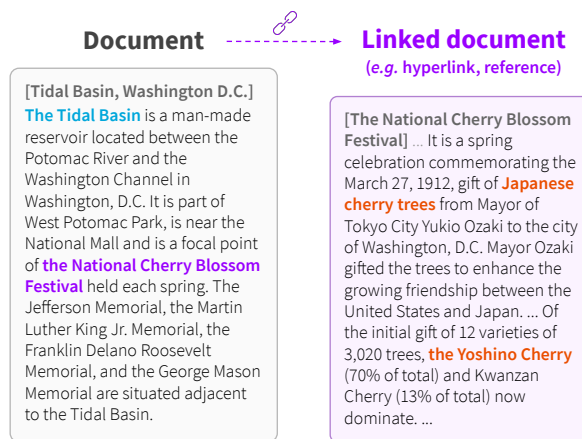 Document
Linked document
(e.g. hyperlink, reference)
[Tidal Basin, Washington D.C.]
The Tidal Basin is a man-made
reservoir located between the
Potomac River and the
Washington Channel in
Washington, D.C. It is part of
West Potomac Park, is near the
National Mall and is a focal point
of the National Cherry Blossom
Festival held each spring. The
Jefferson Memorial, the Martin
Luther King Jr. Memorial, the
Franklin Delano Roosevelt
Memorial, and the George Mason
Memorial are situated adjacent
to the Tidal Basin.
[The National Cherry Blossom
Festival] ... It is a spring
celebration commemorating the
March 27, 1912, gift of Japanese
cherry trees from Mayor of
Tokyo City Yukio Ozaki to the city
of Washington, D.C. Mayor Ozaki
gifted the trees to enhance the
growing friendship between the
United States and Japan. ... Of
the initial gift of 12 varieties of
3,020 trees, the Yoshino Cherry
(70% of total) and Kwanzan
Cherry (13% of total) now
dominate. ...